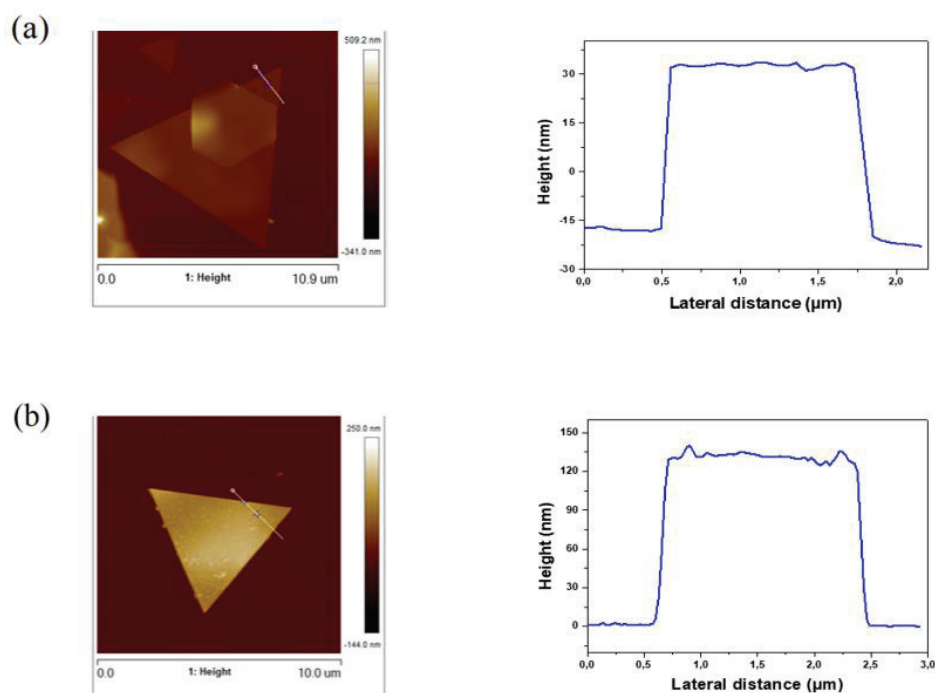 (a)
509.2 nm
-341.0 nm
0.0
1: Height
10.9 um
30
15
0
-15
-30
Height (nm)
0,0
0,5
1,0
1,5
2,0
Lateral distance (µm)
(b)
250.0 nm
-144.0 nm
0.0
1: Height
10.0 um
150
120
90
60
30
0
Height (nm)
0,0
0,5
1,0
1,5
2,0
2,5
3,0
Lateral distance (µm)